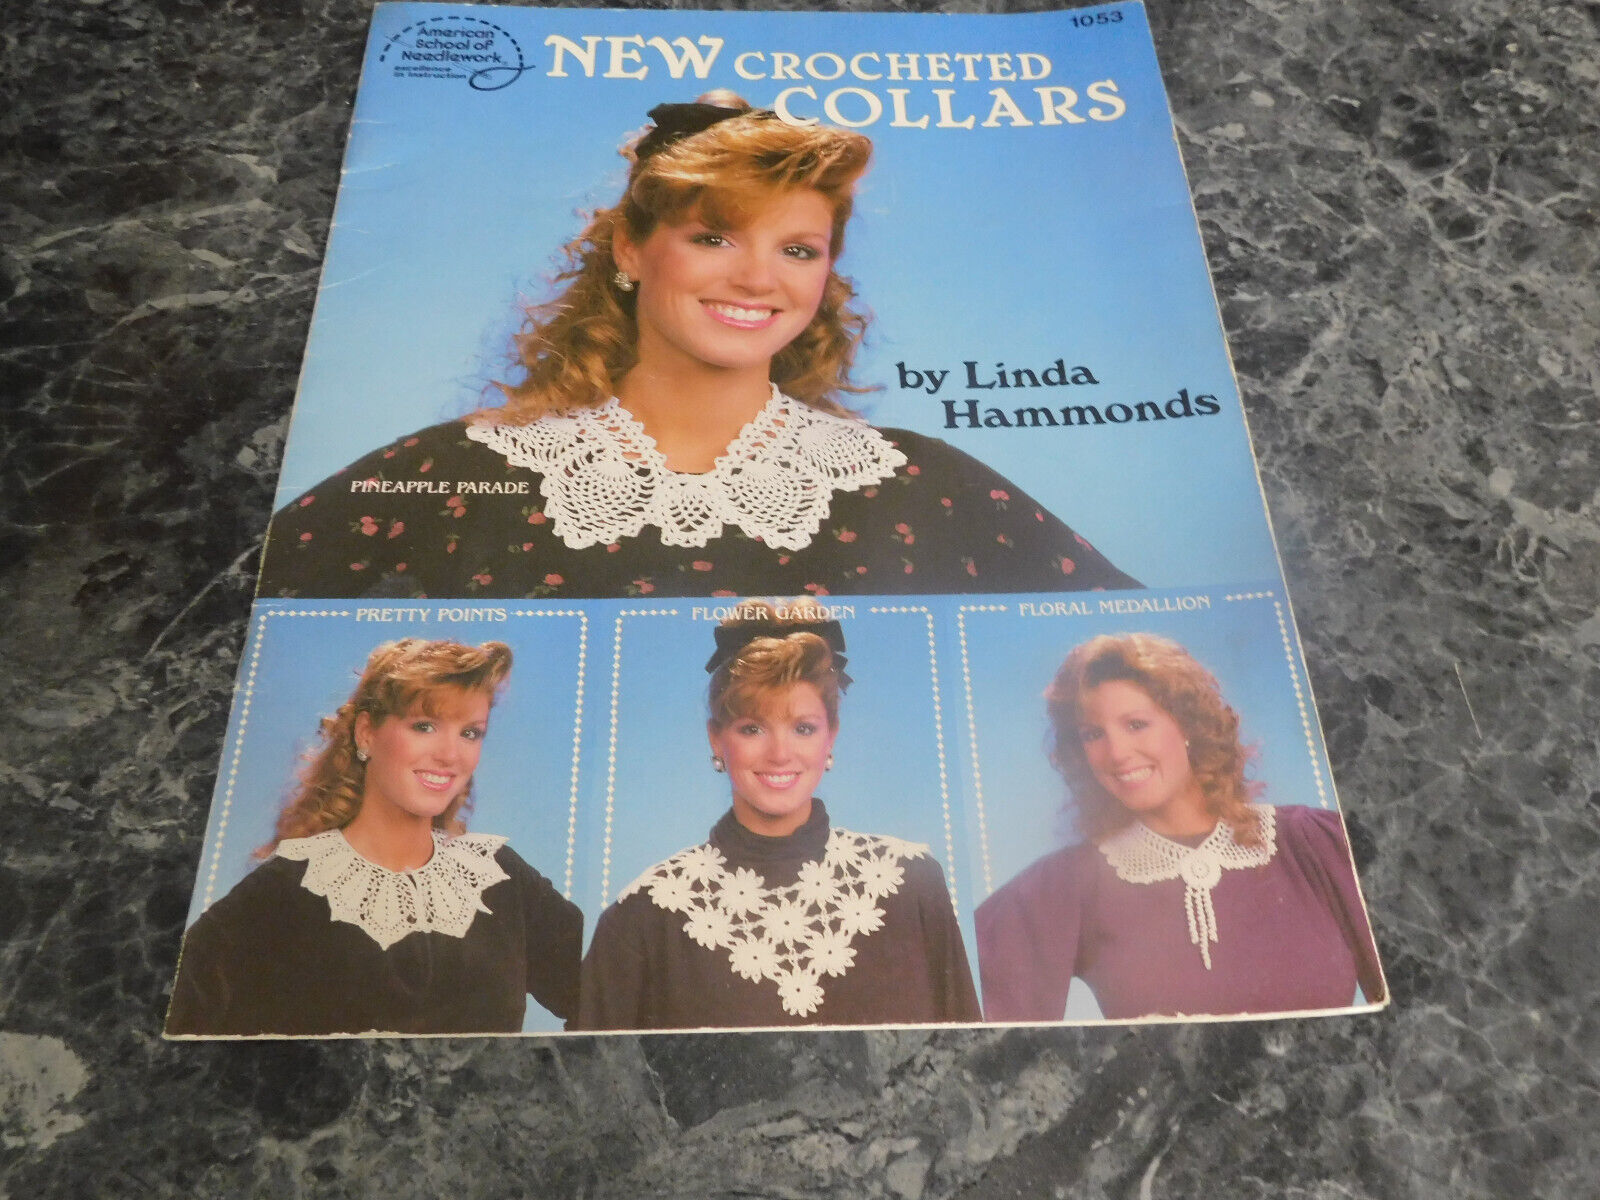 American
School of
Needlework®
excellence
in instruction
1053
NEW CROCHETED
COLLARS
by Linda
Hammonds
PINEAPPLE PARADE
PRETTY POINTS
FLOWER GARDEN
FLORAL MEDALLION